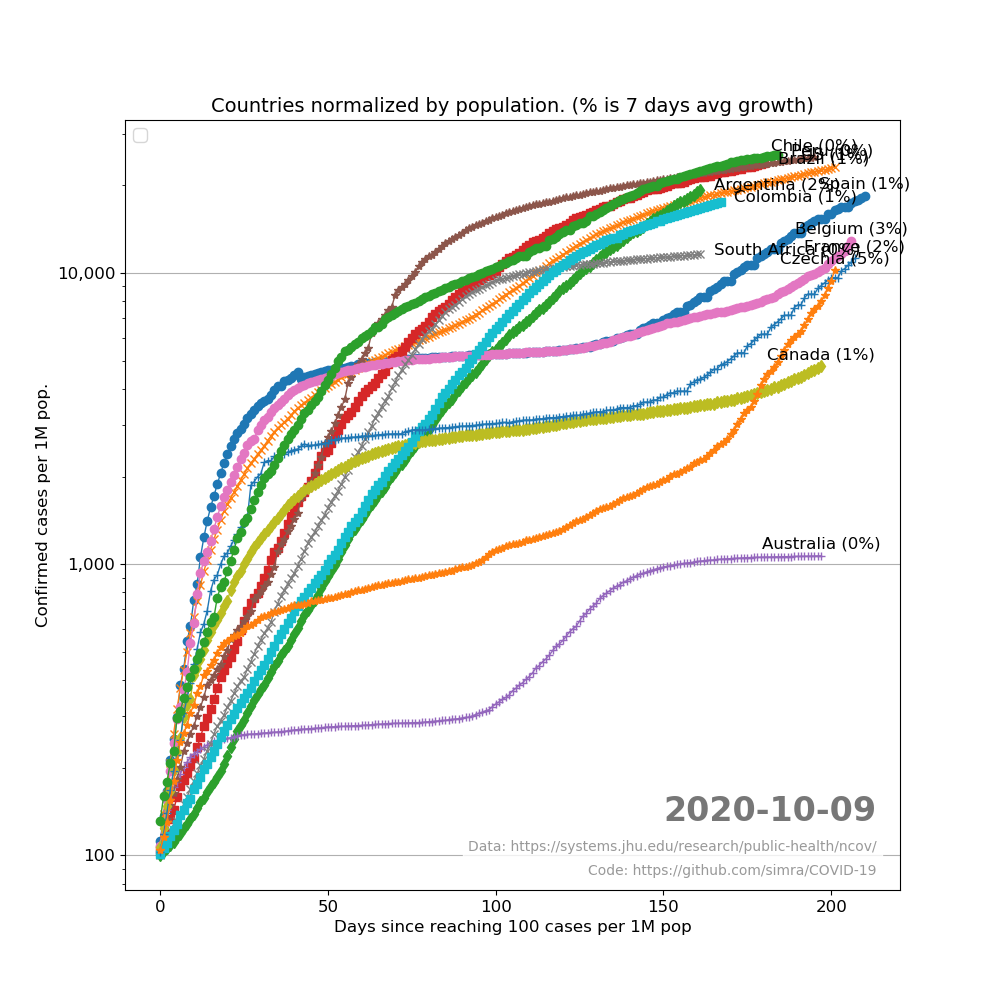 Countries normalized by population. (% is 7 days avg growth)
Chile (0%)
Brazil (1%)
Argentina (2%)
Spain (1%)
Colombia (1%)
Belgium (3%)
France (2%)
South Africa (0%)
Czechia (5%)
Canada (1%)
Australia (0%)
10,000
1,000
100
Confirmed cases per 1M pop.
2020-10-09
Data: https://systems.jhu.edu/research/public-health/ncov/
Code: https://github.com/simra/COVID-19
0 50 100 150 200
Days since reaching 100 cases per 1M pop